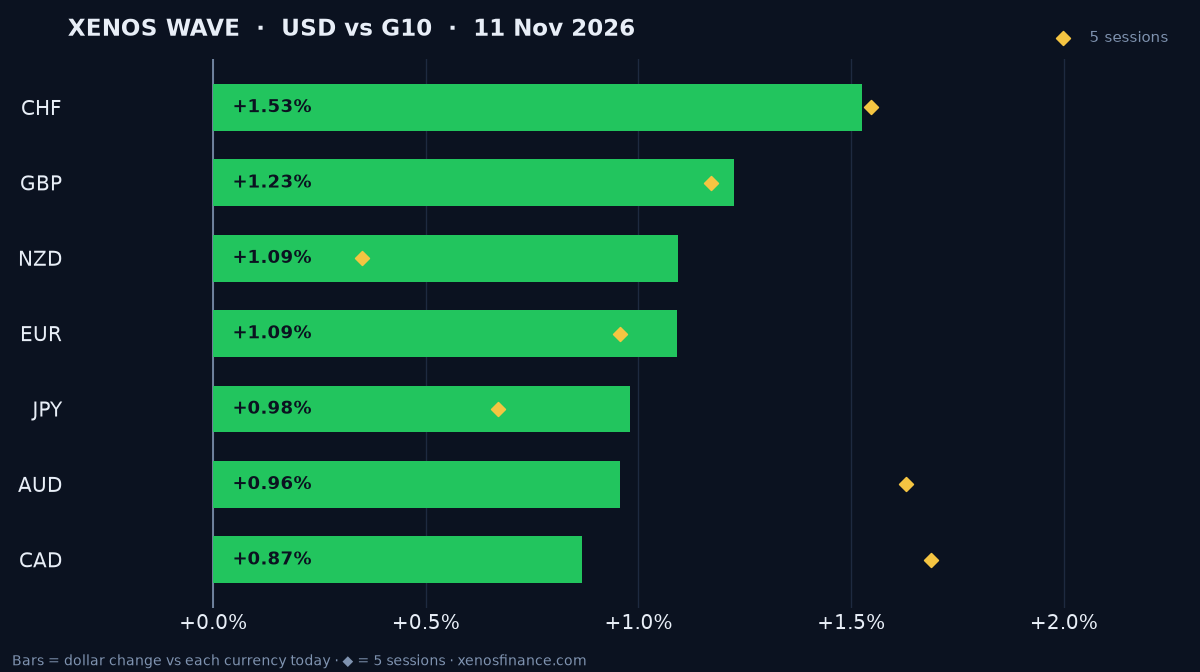 XENOS WAVE · USD vs G10 · 11 Nov 2026
◆ 5 sessions
CHF +1.53%
GBP +1.23%
NZD +1.09%
EUR +1.09%
JPY +0.98%
AUD +0.96%
CAD +0.87%
+0.0% +0.5% +1.0% +1.5% +2.0%
Bars = dollar change vs each currency today · ◆ = 5 sessions · xenosfinance.com